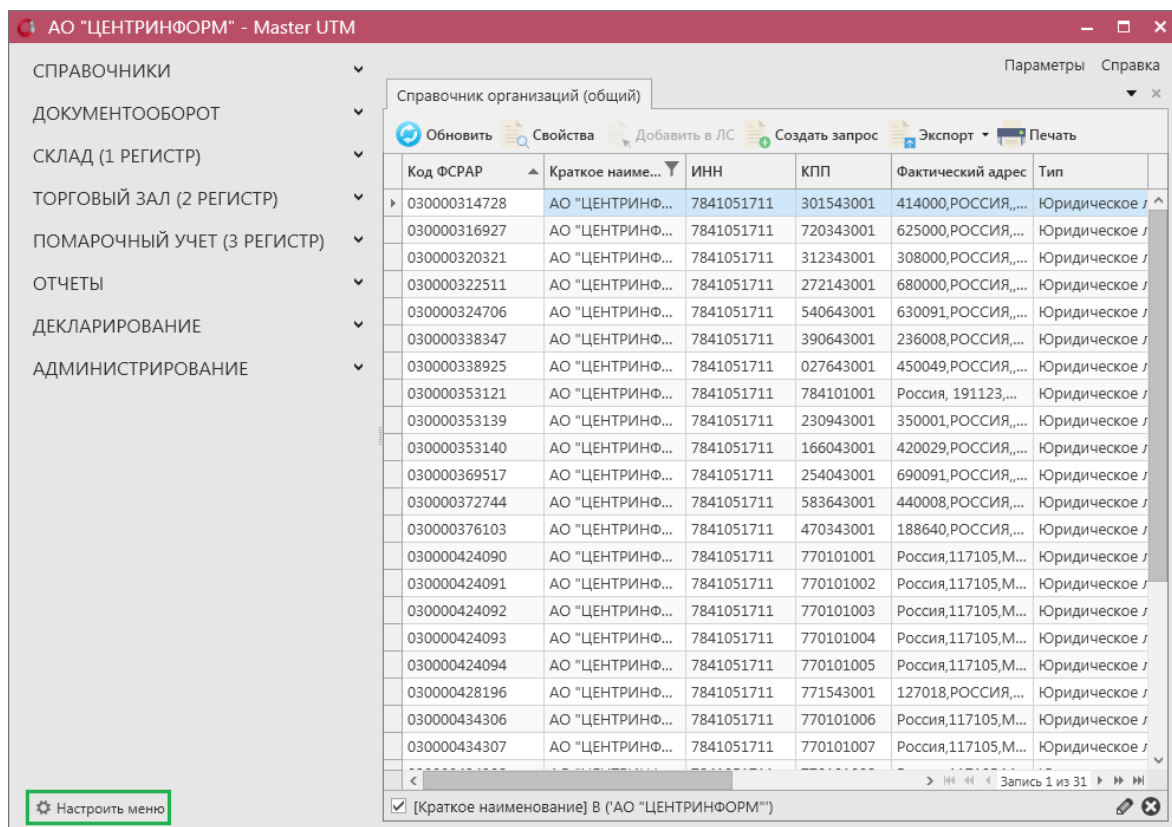 АО "ЦЕНТРИНФОРМ" - Master UTM
Параметры Справка
СПРАВОЧНИКИ
ДОКУМЕНТООБОРОТ
СКЛАД (1 РЕГИСТР)
ТОРГОВЫЙ ЗАЛ (2 РЕГИСТР)
ПОМАРОЧНЫЙ УЧЕТ (3 РЕГИСТР)
ОТЧЕТЫ
ДЕКЛАРИРОВАНИЕ
АДМИНИСТРИРОВАНИЕ
Настроить меню
Справочник организаций (общий)
Обновить Свойства Добавить в ЛС Создать запрос Экспорт Печать
Код ФСРАР Краткое наиме... ИНН КПП Фактический адрес Тип
030000314728 АО "ЦЕНТРИНФ... 7841051711 301543001 414000,РОССИЯ,,... Юридическое л
030000316927 АО "ЦЕНТРИНФ... 7841051711 720343001 625000,РОССИЯ,... Юридическое л
030000320321 АО "ЦЕНТРИНФ... 7841051711 312343001 308000,РОССИЯ,,... Юридическое л
030000322511 АО "ЦЕНТРИНФ... 7841051711 272143001 680000,РОССИЯ,,... Юридическое л
030000324706 АО "ЦЕНТРИНФ... 7841051711 540643001 630091,РОССИЯ,,... Юридическое л
030000338347 АО "ЦЕНТРИНФ... 7841051711 390643001 236008,РОССИЯ,... Юридическое л
030000338925 АО "ЦЕНТРИНФ... 7841051711 027643001 450049,РОССИЯ,... Юридическое л
030000353121 АО "ЦЕНТРИНФ... 7841051711 784101001 Россия, 191123,... Юридическое л
030000353139 АО "ЦЕНТРИНФ... 7841051711 230943001 350001,РОССИЯ,,... Юридическое л
030000353140 АО "ЦЕНТРИНФ... 7841051711 166043001 420029,РОССИЯ,,... Юридическое л
030000369517 АО "ЦЕНТРИНФ... 7841051711 254043001 690091,РОССИЯ,,... Юридическое л
030000372744 АО "ЦЕНТРИНФ... 7841051711 583643001 440008,РОССИЯ,... Юридическое л
030000376103 АО "ЦЕНТРИНФ... 7841051711 470343001 188640,РОССИЯ,... Юридическое л
030000424090 АО "ЦЕНТРИНФ... 7841051711 770101001 Россия,117105,М... Юридическое л
030000424091 АО "ЦЕНТРИНФ... 7841051711 770101002 Россия,117105,М... Юридическое л
030000424092 АО "ЦЕНТРИНФ... 7841051711 770101003 Россия,117105,М... Юридическое л
030000424093 АО "ЦЕНТРИНФ... 7841051711 770101004 Россия,117105,М... Юридическое л
030000424094 АО "ЦЕНТРИНФ... 7841051711 770101005 Россия,117105,М... Юридическое л
030000428196 АО "ЦЕНТРИНФ... 7841051711 771543001 127018,РОССИЯ,... Юридическое л
030000434306 АО "ЦЕНТРИНФ... 7841051711 770101006 Россия,117105,М... Юридическое л
030000434307 АО "ЦЕНТРИНФ... 7841051711 770101007 Россия,117105,М... Юридическое л
Запись 1 из 31
[Краткое наименование] В ('АО "ЦЕНТРИНФОРМ"')